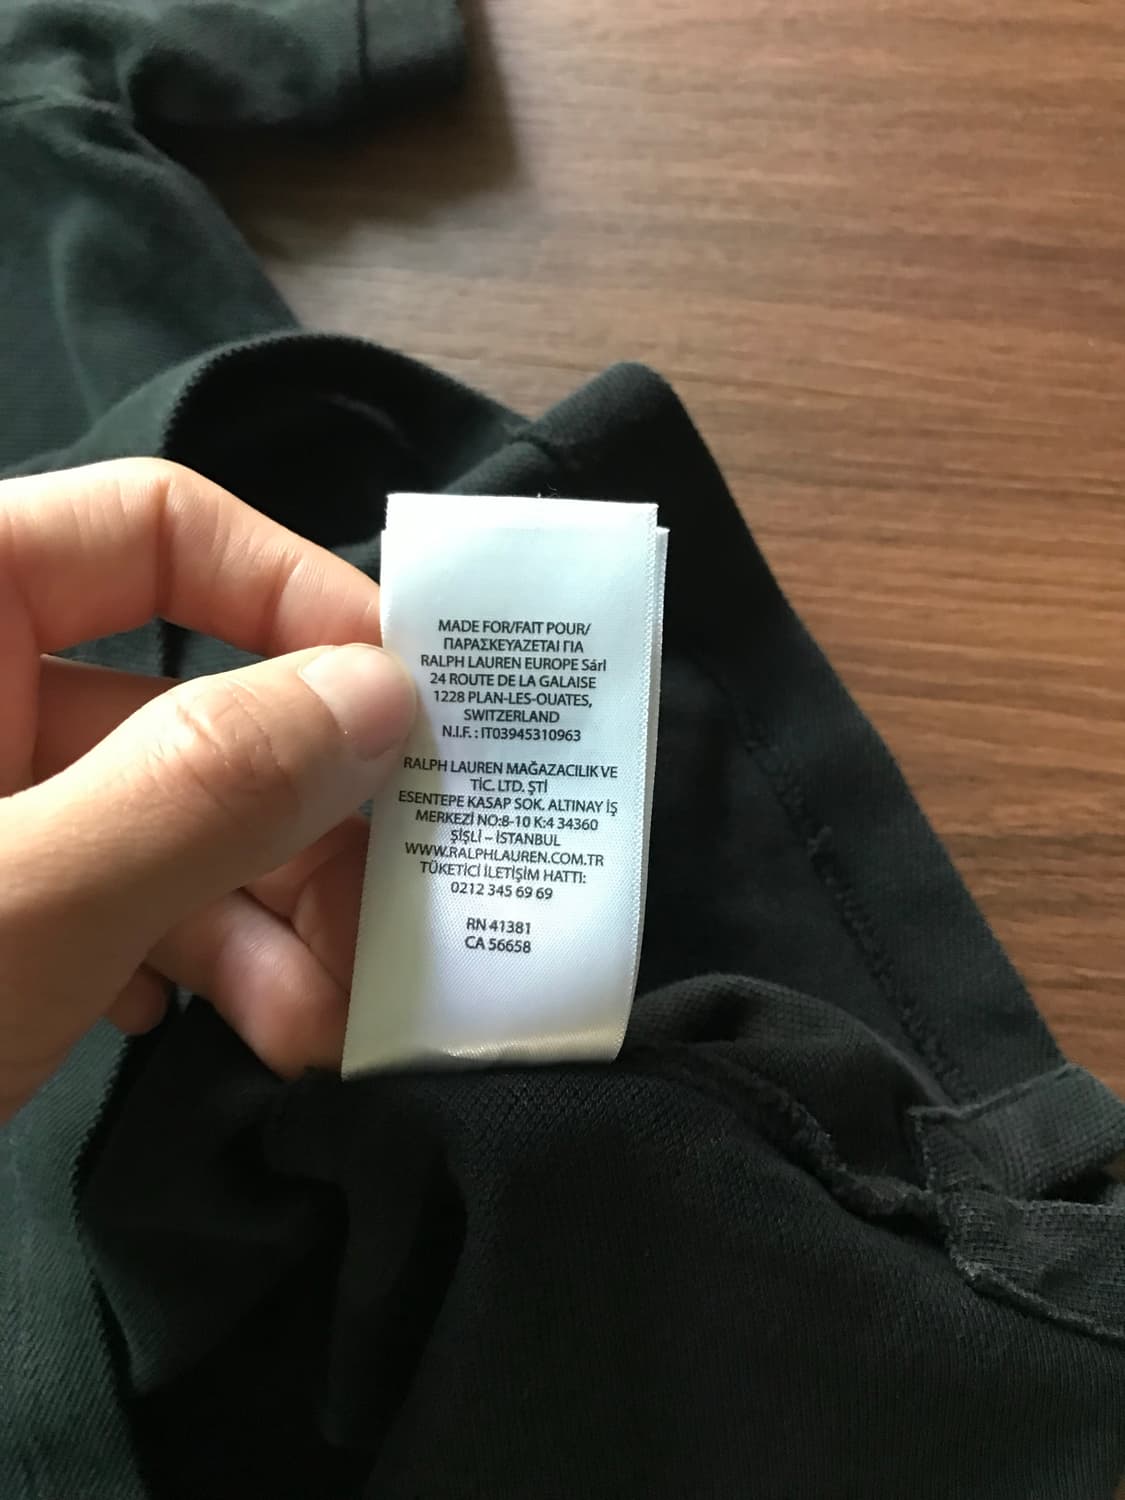 MADE FOR/FAIT POUR/
ΠΑΡΑΣΚΕΥΑΖΕΤΑΙ ΓΙΑ
RALPH LAUREN EUROPE Sárl
24 ROUTE DE LA GALAISE
1228 PLAN-LES-OUATES,
SWITZERLAND
N.I.F. : IT03945310963
RALPH LAUREN MAĞAZACILIK VE
TİC. LTD. ŞTİ
ESENTEPE KASAP SOK. ALTINAY İŞ
MERKEZİ NO:8-10 K:4 34360
ŞİŞLİ – İSTANBUL
WWW.RALPHLAUREN.COM.TR
TÜKETİCİ İLETİŞİM HATTI:
0212 345 69 69
RN 41381
CA 56658